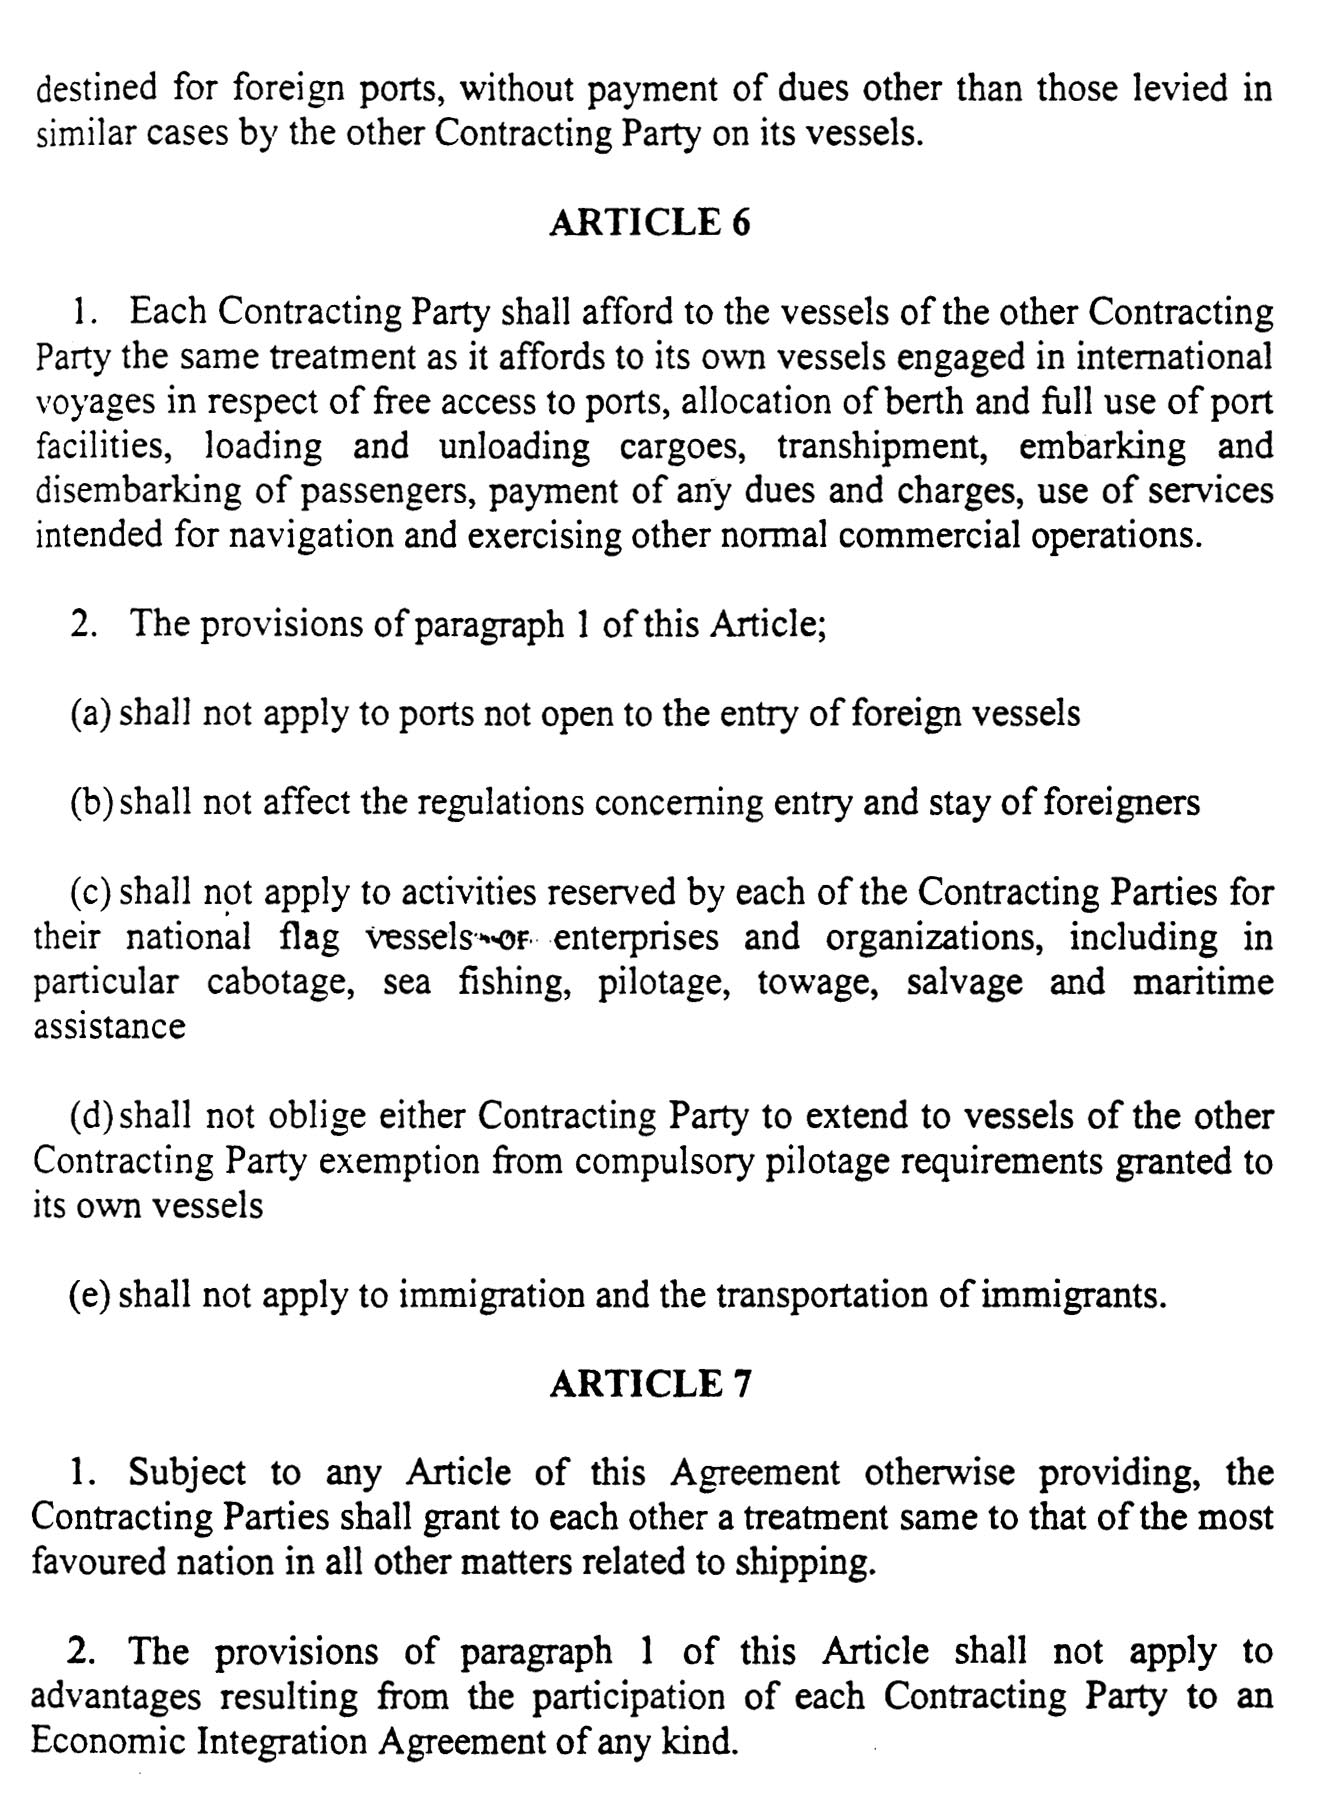 destined for foreign ports, without payment of dues other than those levied in
similar cases by the other Contracting Party on its vessels.
ARTICLE 6
1. Each Contracting Party shall afford to the vessels of the other Contracting
Party the same treatment as it affords to its own vessels engaged in international
voyages in respect of free access to ports, allocation of berth and full use of port
facilities, loading and unloading cargoes, transhipment, embarking and
disembarking of passengers, payment of any dues and charges, use of services
intended for navigation and exercising other normal commercial operations.
2. The provisions of paragraph 1 of this Article;
(a) shall not apply to ports not open to the entry of foreign vessels
(b) shall not affect the regulations concerning entry and stay of foreigners
(c) shall not apply to activities reserved by each of the Contracting Parties for
their national flag vessels or enterprises and organizations, including in
particular cabotage, sea fishing, pilotage, towage, salvage and maritime
assistance
(d) shall not oblige either Contracting Party to extend to vessels of the other
Contracting Party exemption from compulsory pilotage requirements granted to
its own vessels
(e) shall not apply to immigration and the transportation of immigrants.
ARTICLE 7
1. Subject to any Article of this Agreement otherwise providing, the
Contracting Parties shall grant to each other a treatment same to that of the most
favoured nation in all other matters related to shipping.
2. The provisions of paragraph 1 of this Article shall not apply to
advantages resulting from the participation of each Contracting Party to an
Economic Integration Agreement of any kind.